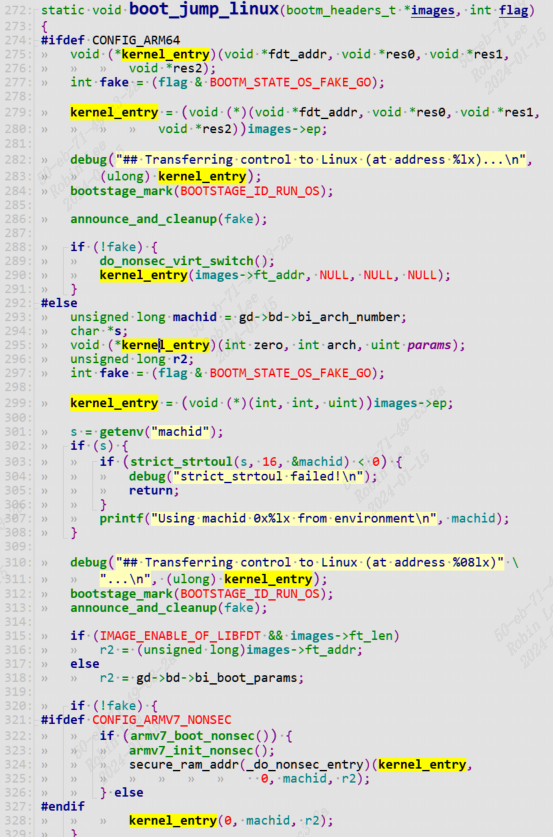 272: static void boot_jump_linux(bootm_headers_t *images, int flag)
273: {
274: #ifdef CONFIG_ARM64
275: » void (*kernel_entry)(void *fdt_addr, void *res0, void *res1,
276: » » » void *res2);
277: » int fake = (flag & BOOTM_STATE_OS_FAKE_GO);
278:
279: » kernel_entry = (void (*)(void *fdt_addr, void *res0, void *res1,
280: » » » » void *res2))images->ep;
281:
282: » debug("## Transferring control to Linux (at address %lx)...\n",
283: » » (ulong) kernel_entry);
284: » bootstage_mark(BOOTSTAGE_ID_RUN_OS);
285:
286: » announce_and_cleanup(fake);
287:
288: » if (!fake) {
289: » » do_nonsec_virt_switch();
290: » » kernel_entry(images->ft_addr, NULL, NULL, NULL);
291: » }
292: #else
293: » unsigned long machid = gd->bd->bi_arch_number;
294: » char *s;
295: » void (*kernel_entry)(int zero, int arch, uint params);
296: » unsigned long r2;
297: » int fake = (flag & BOOTM_STATE_OS_FAKE_GO);
298:
299: » kernel_entry = (void (*)(int, int, uint))images->ep;
300:
301: » s = getenv("machid");
302: » if (s) {
303: » » if (strict_strtoul(s, 16, &machid) < 0) {
304: » » » debug("strict_strtoul failed!\n");
305: » » » return;
306: » » }
307: » » printf("Using machid 0x%lx from environment\n", machid);
308: » }
309:
310: » debug("## Transferring control to Linux (at address %08lx)" \
311: » » "...\n", (ulong) kernel_entry);
312: » bootstage_mark(BOOTSTAGE_ID_RUN_OS);
313: » announce_and_cleanup(fake);
314:
315: » if (IMAGE_ENABLE_OF_LIBFDT && images->ft_len)
316: » » r2 = (unsigned long)images->ft_addr;
317: » else
318: » » r2 = gd->bd->bi_boot_params;
319:
320: » if (!fake) {
321: #ifdef CONFIG_ARMV7_NONSEC
322: » » if (armv7_boot_nonsec()) {
323: » » » armv7_init_nonsec();
324: » » » secure_ram_addr(_do_nonsec_entry)(kernel_entry,
325: » » » » » » » 0, machid, r2);
326: » » } else
327: #endif
328: » » » kernel_entry(0, machid, r2);
329: » }